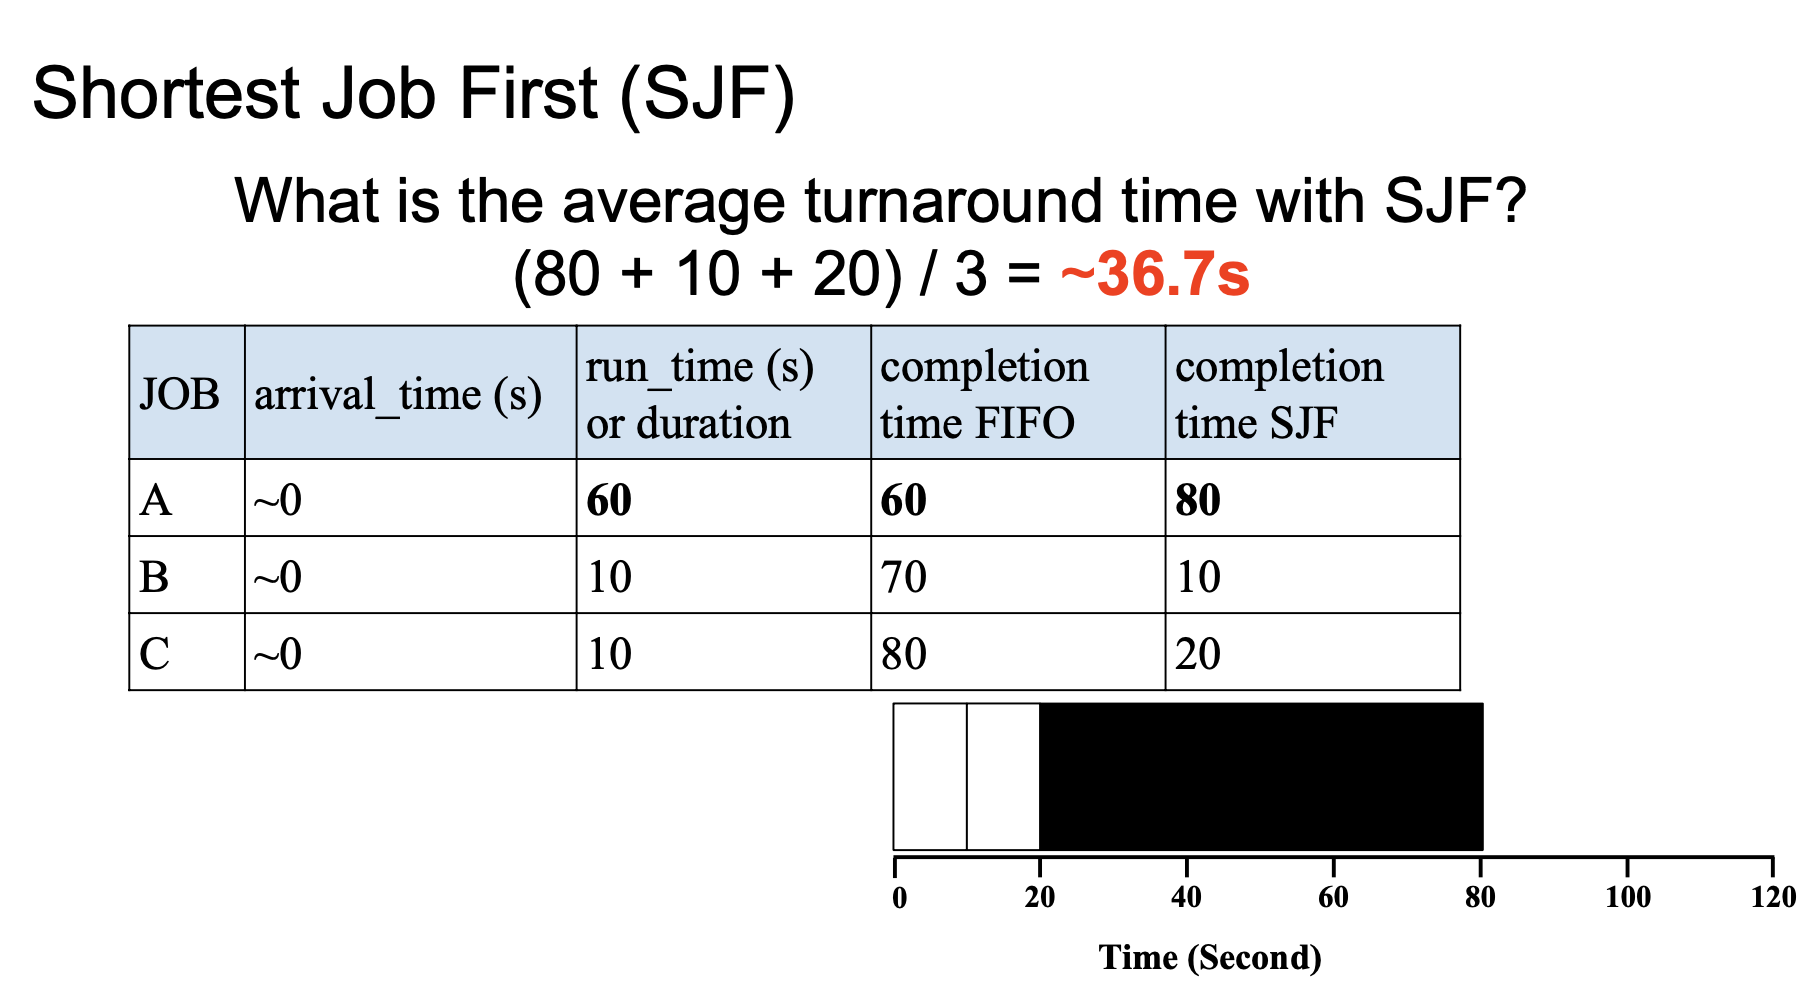 Shortest Job First (SJF)
What is the average turnaround time with SJF?
(80 + 10 + 20) / 3 = ~36.7s
JOB arrival_time (s) run_time (s) or duration completion time FIFO completion time SJF
A ~0 60 60 80
B ~0 10 70 10
C ~0 10 80 20
0 20 40 60 80 100 120
Time (Second)